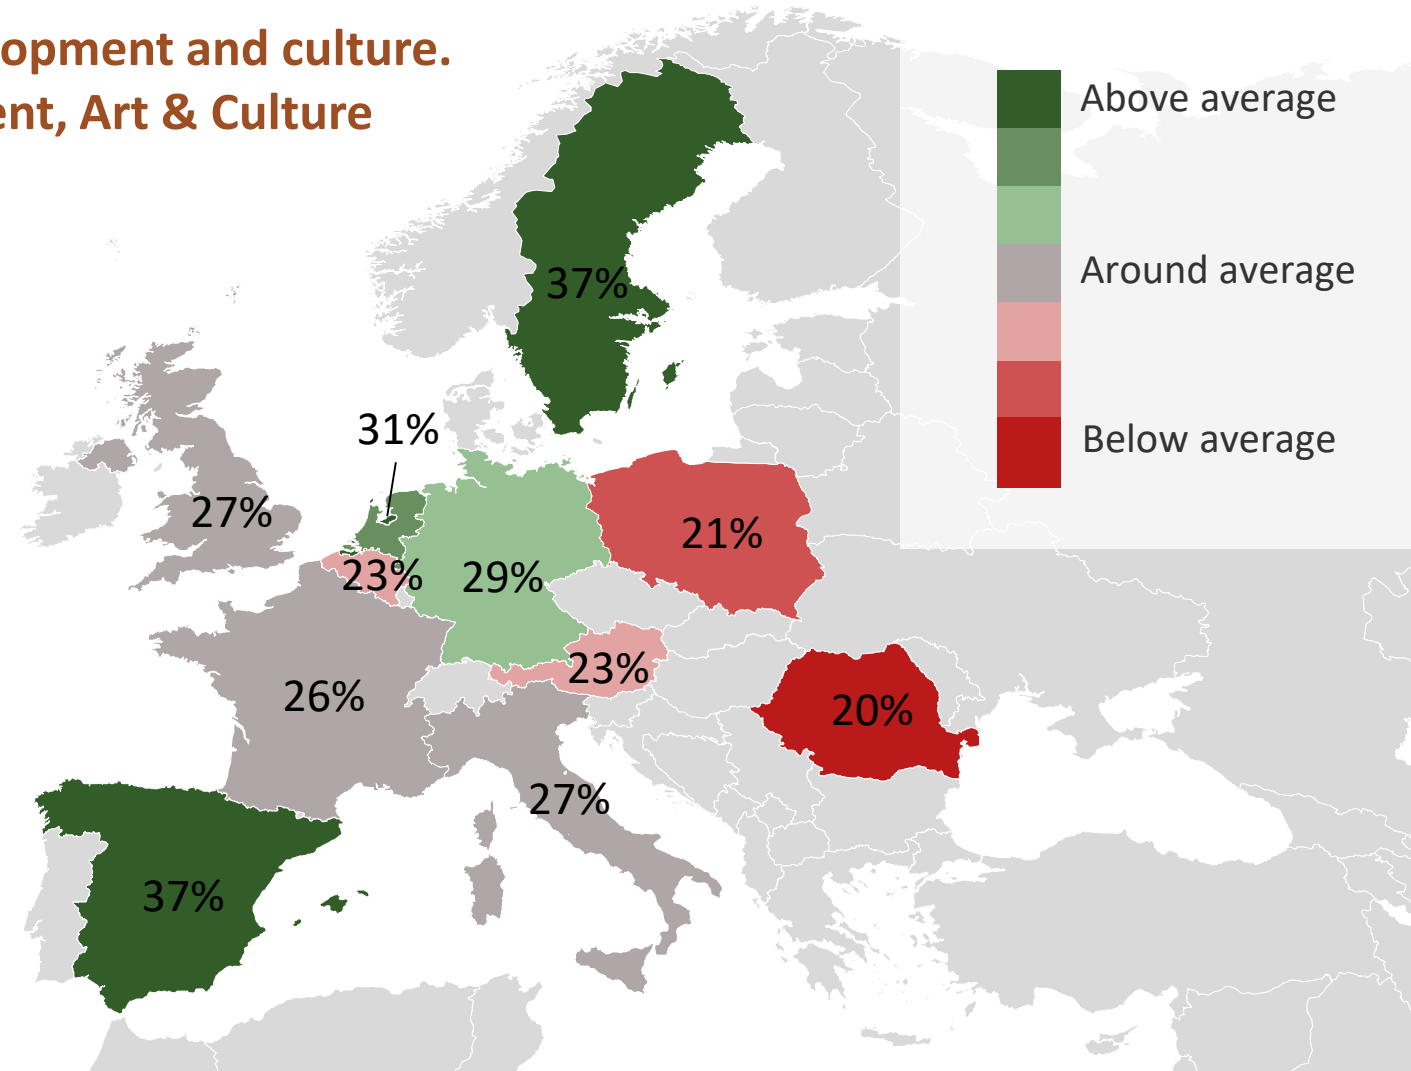 opment and culture.
ent, Art & Culture
Above average
Around average
Below average
37%
31%
27%
23%
29%
21%
23%
26%
20%
27%
37%